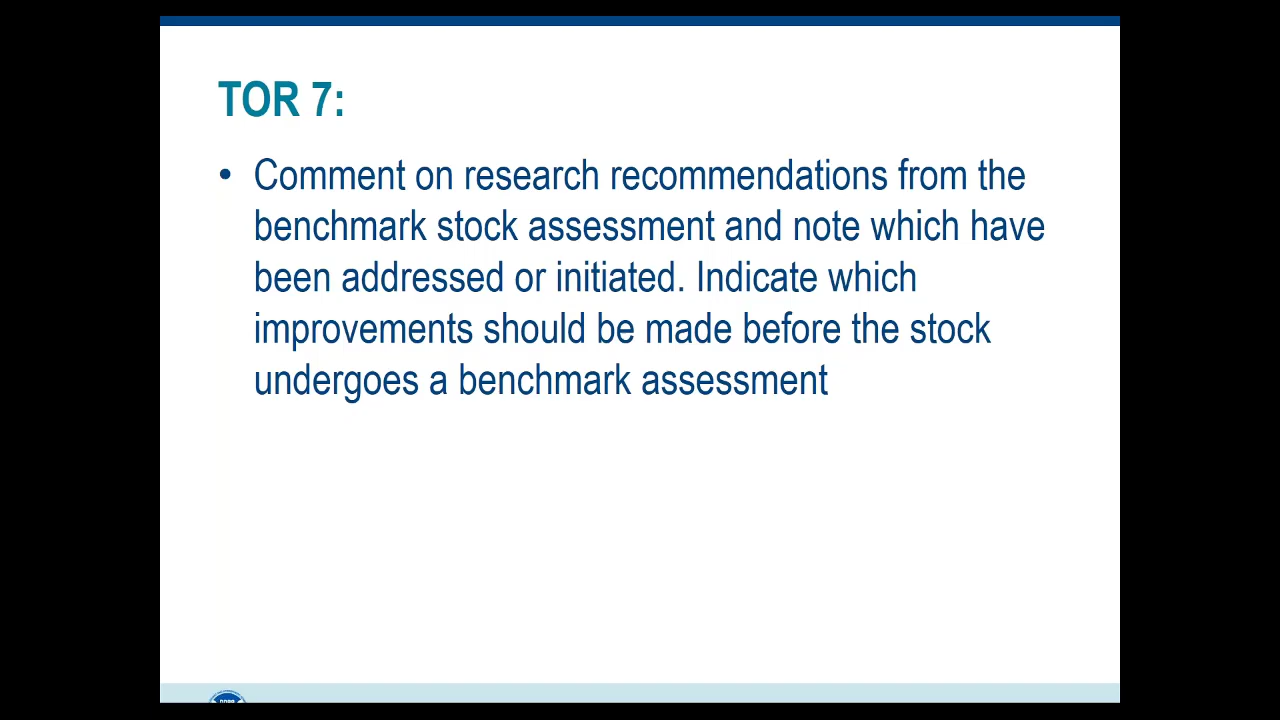 TOR 7:
• Comment on research recommendations from the
benchmark stock assessment and note which have
been addressed or initiated. Indicate which
improvements should be made before the stock
undergoes a benchmark assessment